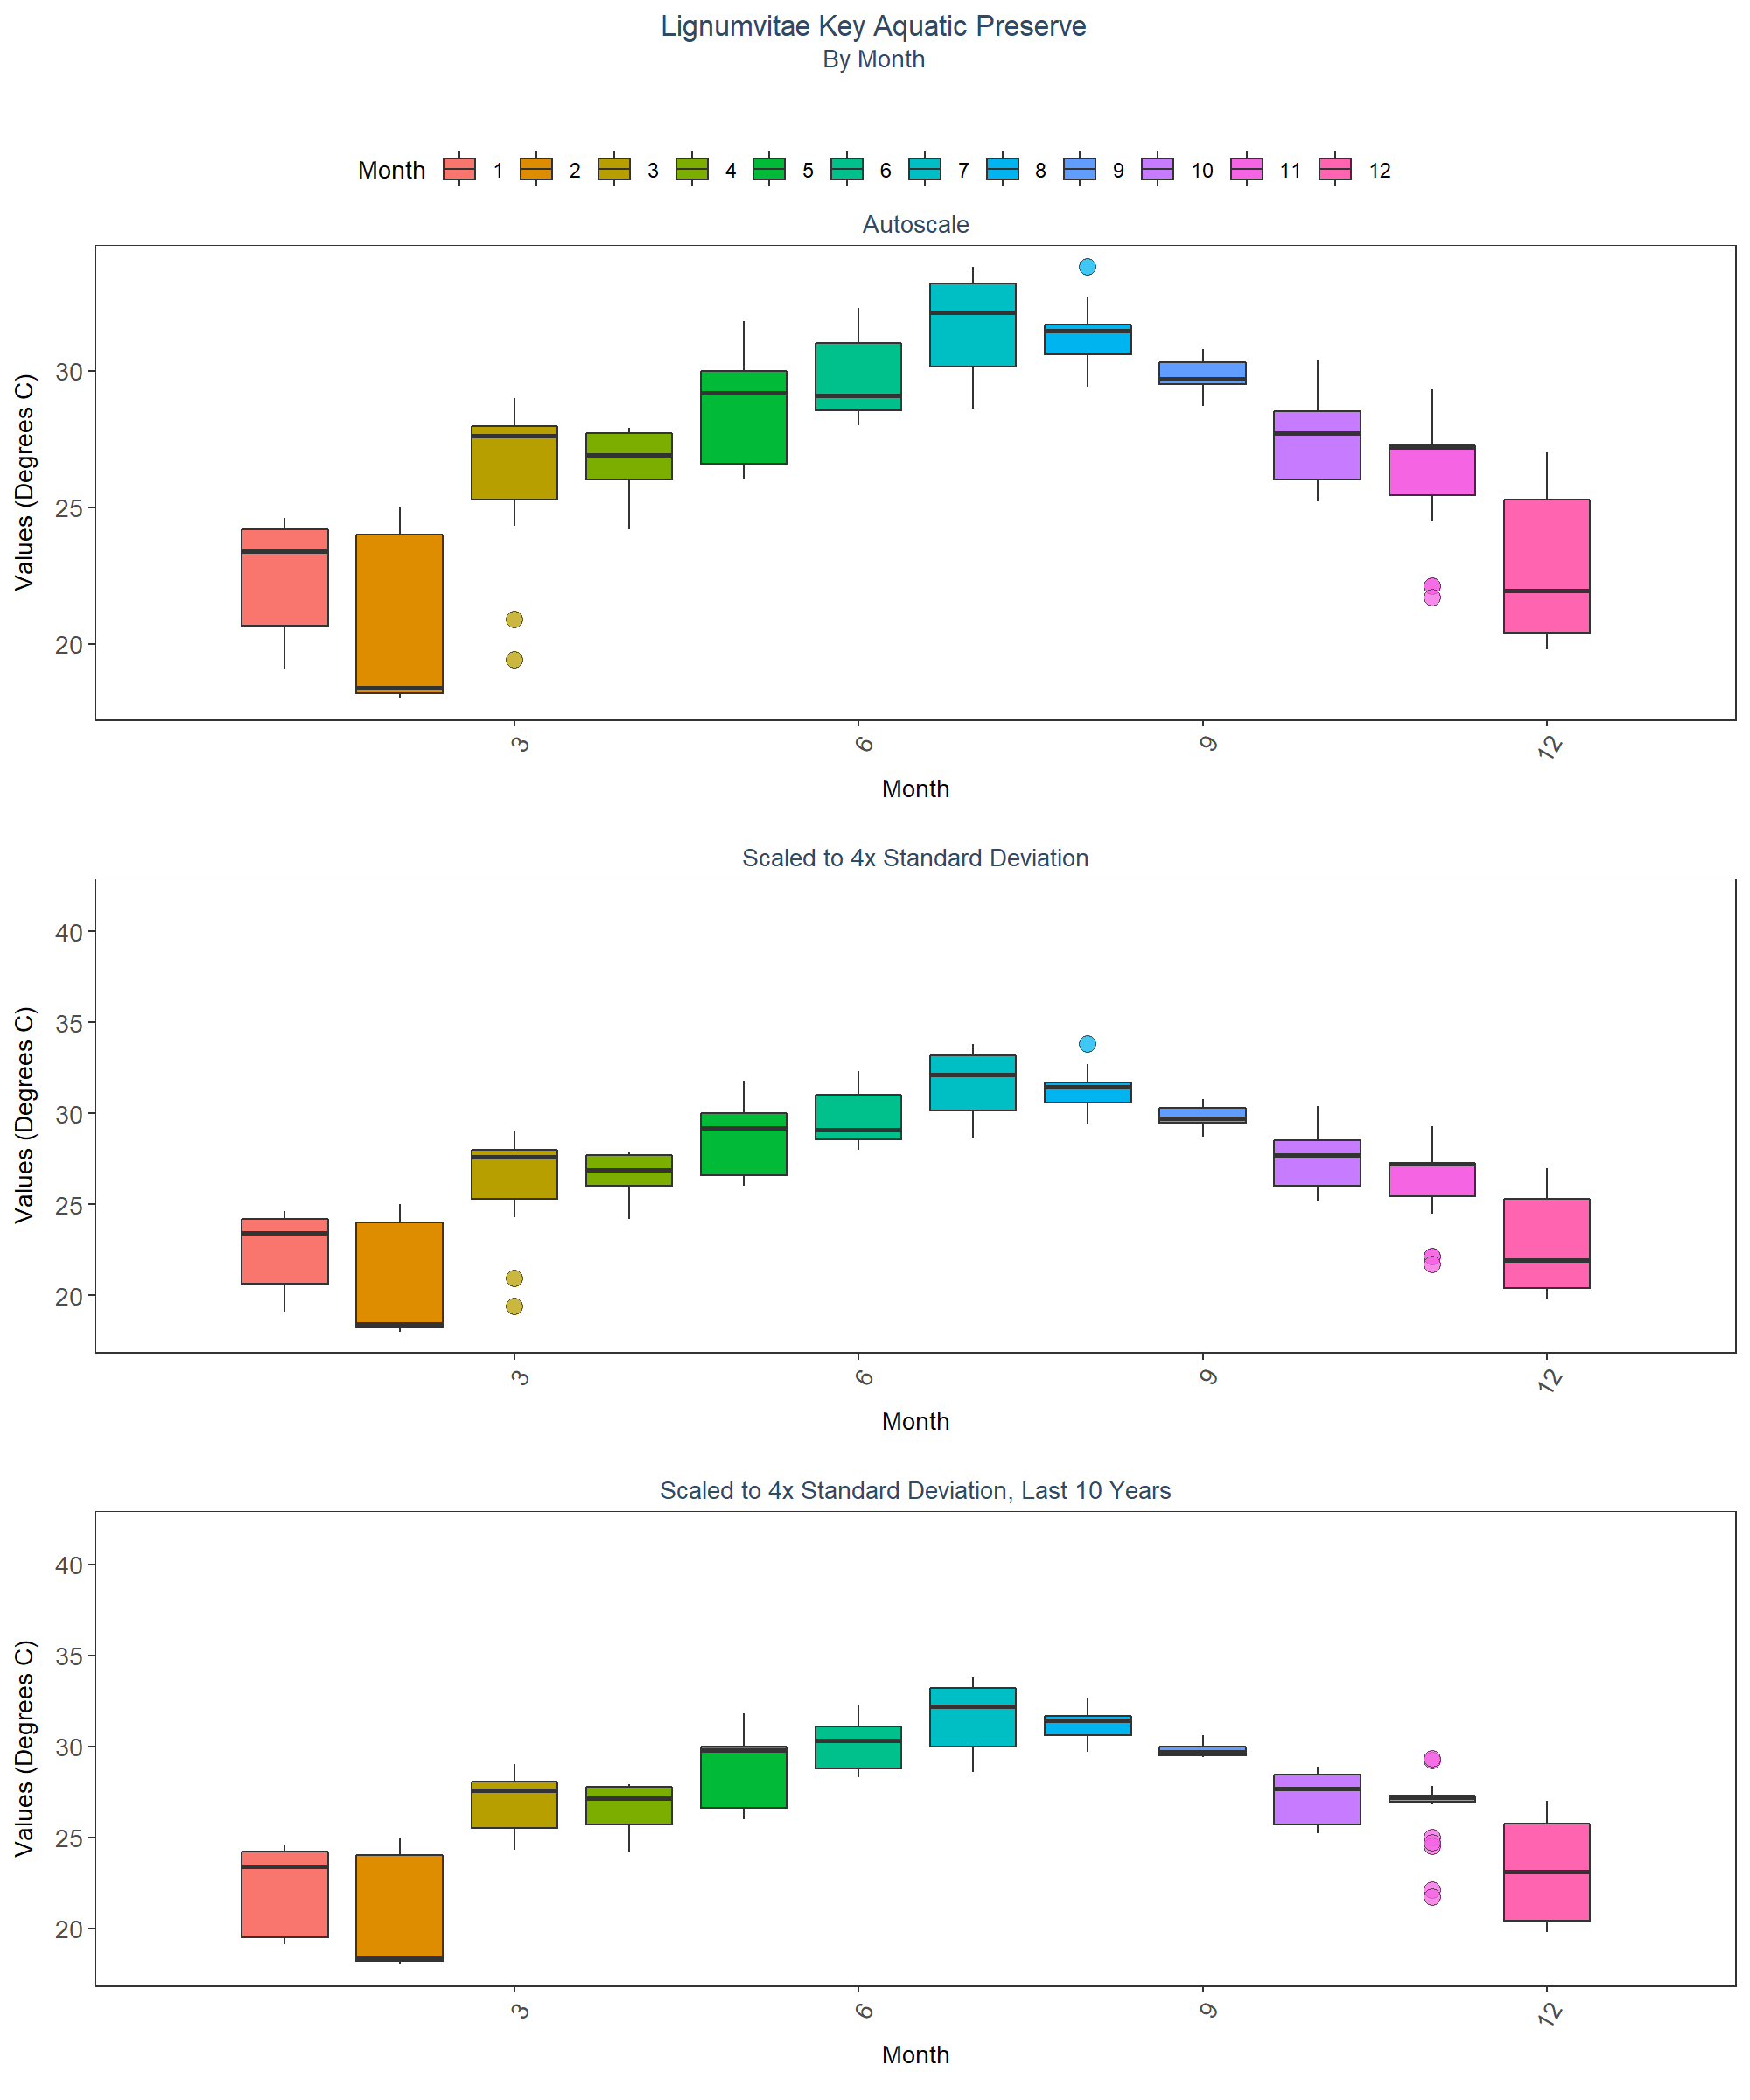 Lignumvitae Key Aquatic Preserve
By Month
Month 1 2 3 4 5 6 7 8 9 10 11 12
Autoscale
Values (Degrees C)
30
25
20
3 6 9 12
Month
Scaled to 4x Standard Deviation
Values (Degrees C)
40
35
30
25
20
3 6 9 12
Month
Scaled to 4x Standard Deviation, Last 10 Years
Values (Degrees C)
40
35
30
25
20
3 6 9 12
Month